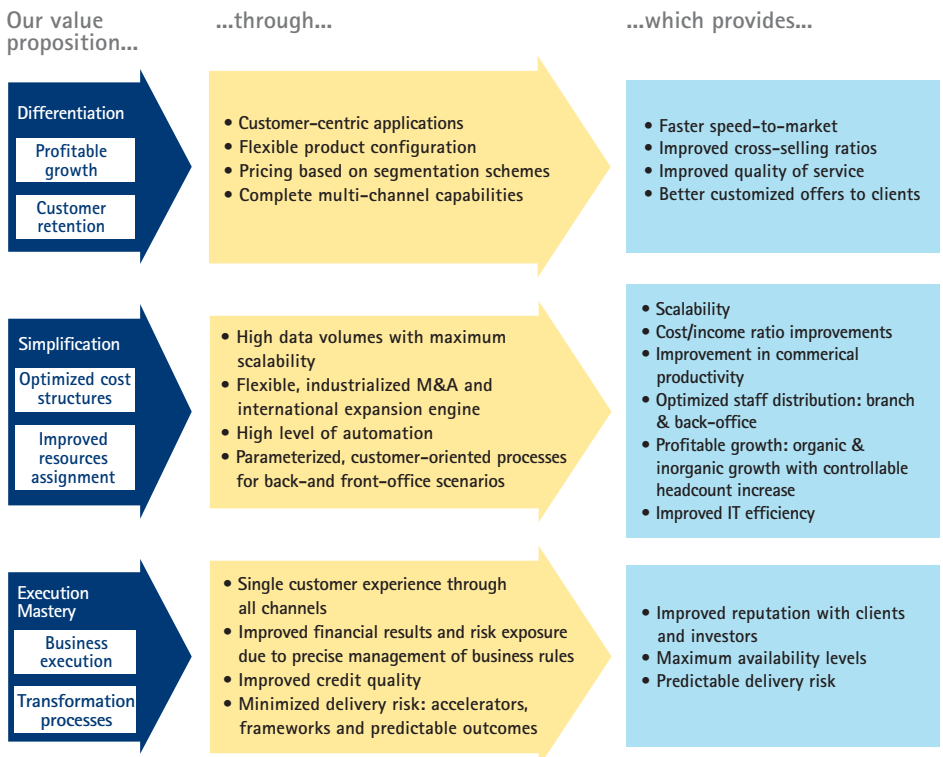 Our value
proposition...
...through...
...which provides...
Differentiation
Profitable
growth
Customer
retention
• Customer-centric applications
• Flexible product configuration
• Pricing based on segmentation schemes
• Complete multi-channel capabilities
• Faster speed-to-market
• Improved cross-selling ratios
• Improved quality of service
• Better customized offers to clients
Simplification
Optimized cost
structures
Improved
resources
assignment
• High data volumes with maximum
scalability
• Flexible, industrialized M&A and
international expansion engine
• High level of automation
• Parameterized, customer-oriented processes
for back-and front-office scenarios
• Scalability
• Cost/income ratio improvements
• Improvement in commerical
productivity
• Optimized staff distribution: branch
& back-office
• Profitable growth: organic &
inorganic growth with controllable
headcount increase
• Improved IT efficiency
Execution
Mastery
Business
execution
Transformation
processes
• Single customer experience through
all channels
• Improved financial results and risk exposure
due to precise management of business rules
• Improved credit quality
• Minimized delivery risk: accelerators,
frameworks and predictable outcomes
• Improved reputation with clients
and investors
• Maximum availability levels
• Predictable delivery risk